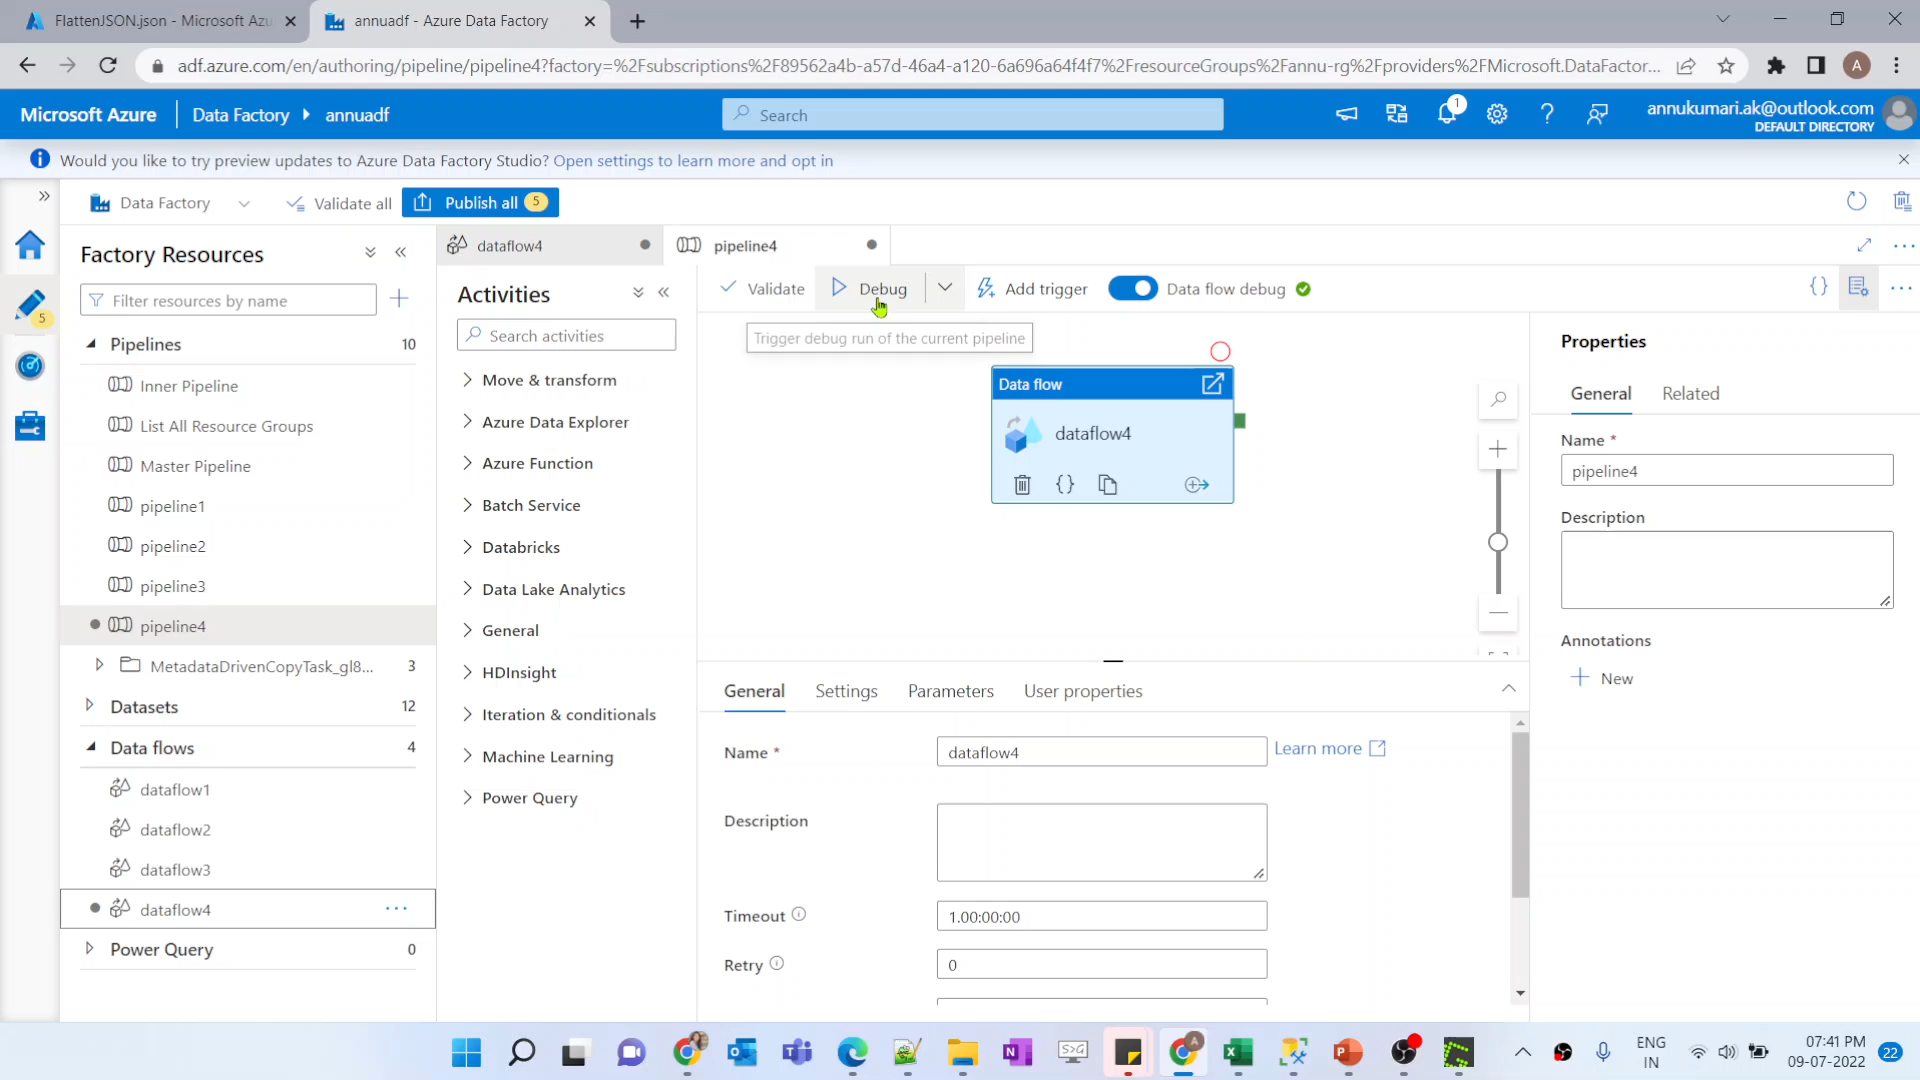 FlattenJSON.json - Microsoft Azu
annuadf - Azure Data Factory
adf.azure.com/en/authoring/pipeline/pipeline4?factory=%2Fsubscriptions%2F89562a4b-a57d-46a4-a120-6a696a64f4f7%2FresourceGroups%2Fannu-rg%2Fproviders%2FMicrosoft.DataFactor...
A
Microsoft Azure
Data Factory
annuadf
Search
1
annukumari.ak@outlook.com
DEFAULT DIRECTORY
Would you like to try preview updates to Azure Data Factory Studio? Open settings to learn more and opt in
Data Factory
Validate all
Publish all 5
5
Factory Resources
Filter resources by name
Pipelines 10
Inner Pipeline
List All Resource Groups
Master Pipeline
pipeline1
pipeline2
pipeline3
pipeline4
MetadataDrivenCopyTask_gl8... 3
Datasets 12
Data flows 4
dataflow1
dataflow2
dataflow3
dataflow4
Power Query 0
dataflow4
pipeline4
Activities
Search activities
Move & transform
Azure Data Explorer
Azure Function
Batch Service
Databricks
Data Lake Analytics
General
HDInsight
Iteration & conditionals
Machine Learning
Power Query
Validate
Debug
Add trigger
Data flow debug
Trigger debug run of the current pipeline
Data flow
dataflow4
General
Settings
Parameters
User properties
Name *
dataflow4
Learn more
Description
Timeout
1.00:00:00
Retry
0
Properties
General
Related
Name *
pipeline4
Description
Annotations
New
A
ENG
IN
07:41 PM
09-07-2022
22